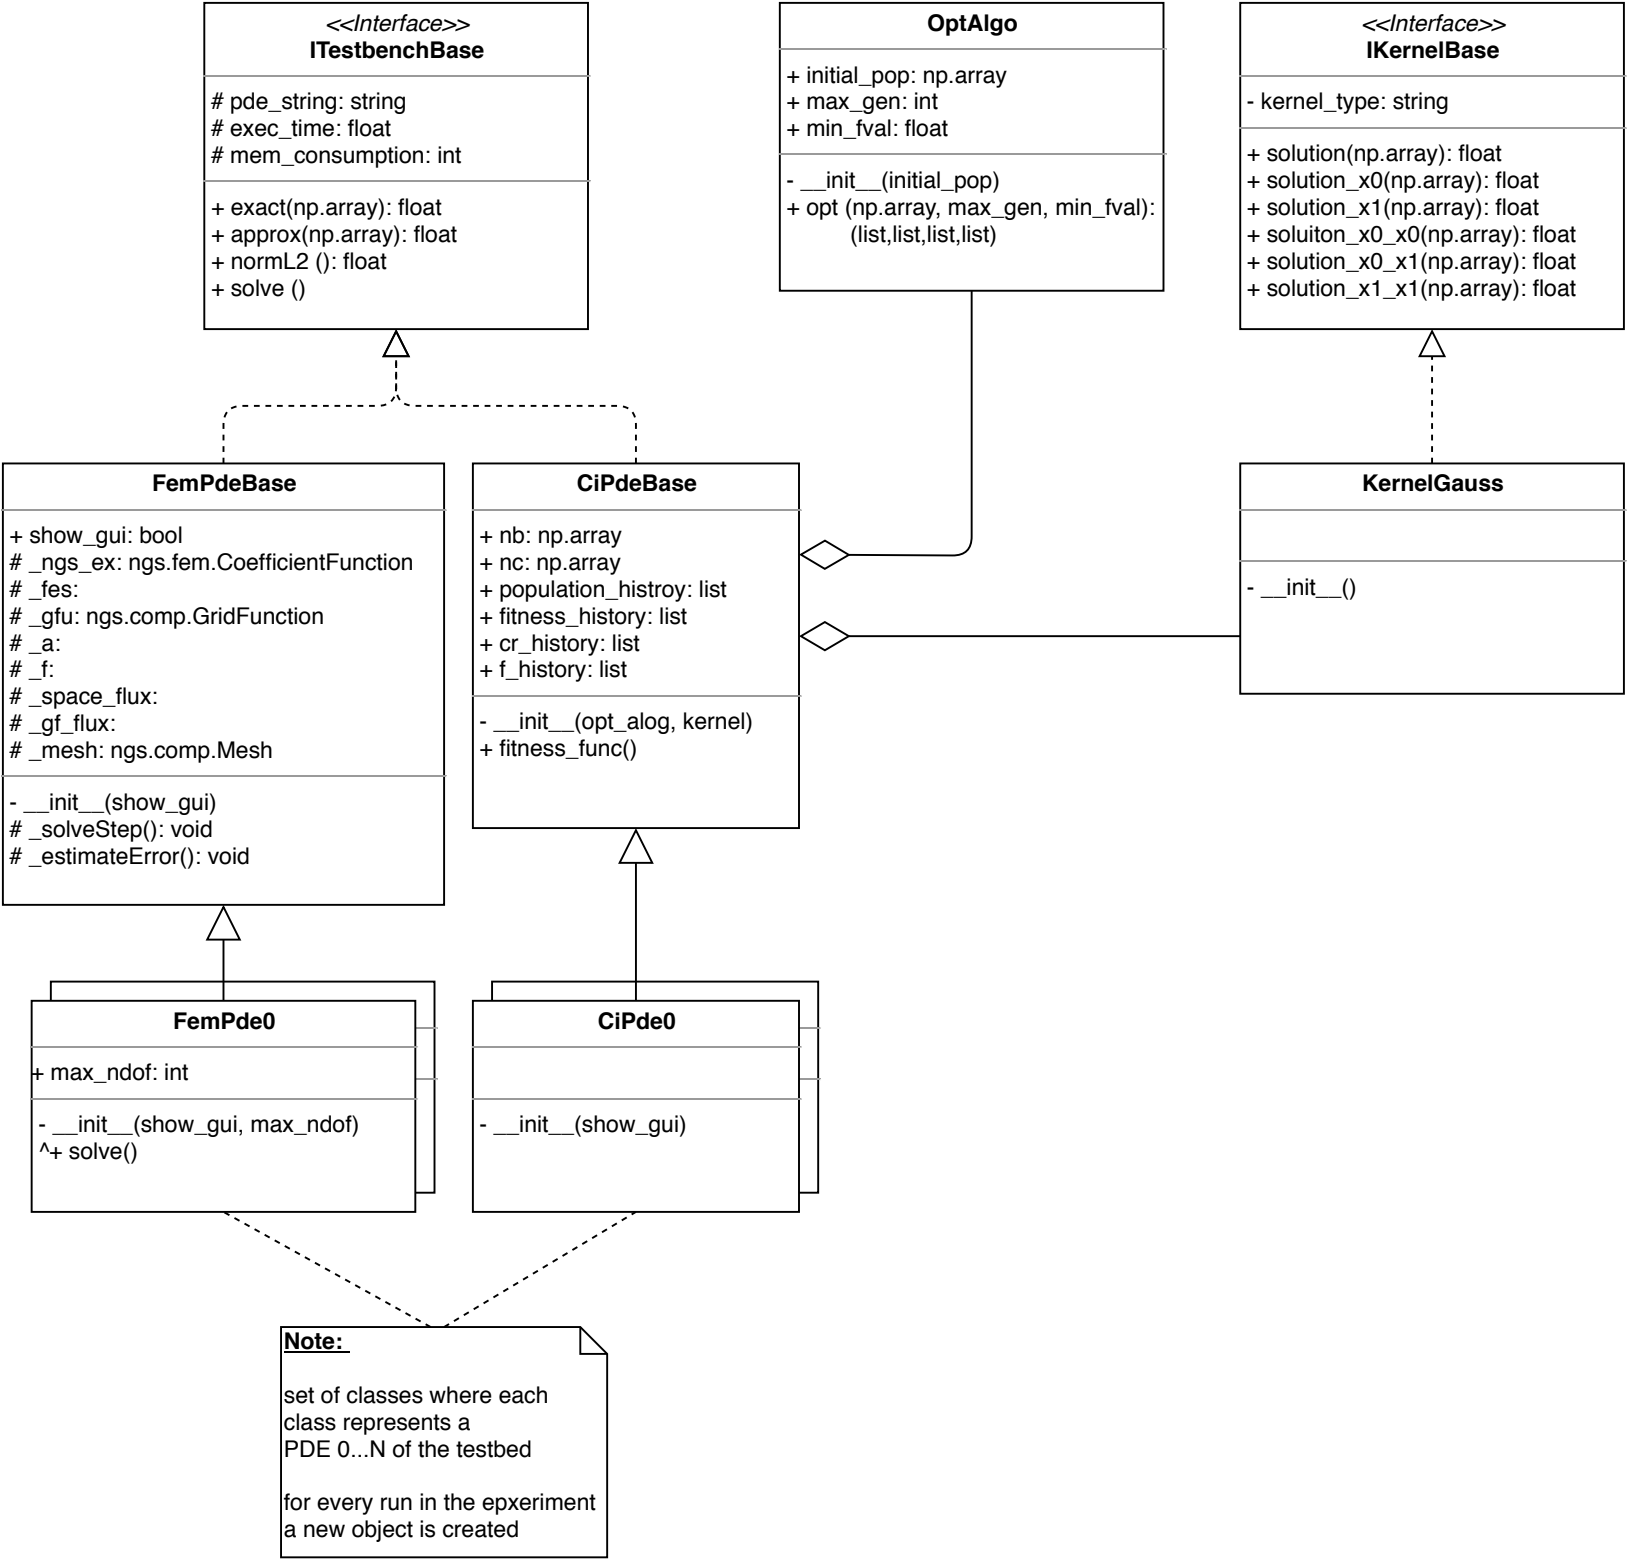 <<Interface>>
ITestbenchBase
# pde_string: string
# exec_time: float
# mem_consumption: int
+ exact(np.array): float
+ approx(np.array): float
+ normL2 (): float
+ solve ()
OptAlgo
+ initial_pop: np.array
+ max_gen: int
+ min_fval: float
- __init__(initial_pop)
+ opt (np.array, max_gen, min_fval):
(list,list,list,list)
<<Interface>>
IKernelBase
- kernel_type: string
+ solution(np.array): float
+ solution_x0(np.array): float
+ solution_x1(np.array): float
+ soluiton_x0_x0(np.array): float
+ solution_x0_x1(np.array): float
+ solution_x1_x1(np.array): float
FemPdeBase
+ show_gui: bool
# _ngs_ex: ngs.fem.CoefficientFunction
# _fes:
# _gfu: ngs.comp.GridFunction
# _a:
# _f:
# _space_flux:
# _gf_flux:
# _mesh: ngs.comp.Mesh
- __init__(show_gui)
# _solveStep(): void
# _estimateError(): void
CiPdeBase
+ nb: np.array
+ nc: np.array
+ population_histroy: list
+ fitness_history: list
+ cr_history: list
+ f_history: list
- __init__(opt_alog, kernel)
+ fitness_func()
KernelGauss
- __init__()
FemPde0
+ max_ndof: int
- __init__(show_gui, max_ndof)
^+ solve()
CiPde0
- __init__(show_gui)
Note:
set of classes where each
class represents a
PDE 0...N of the testbed
for every run in the epxeriment
a new object is created